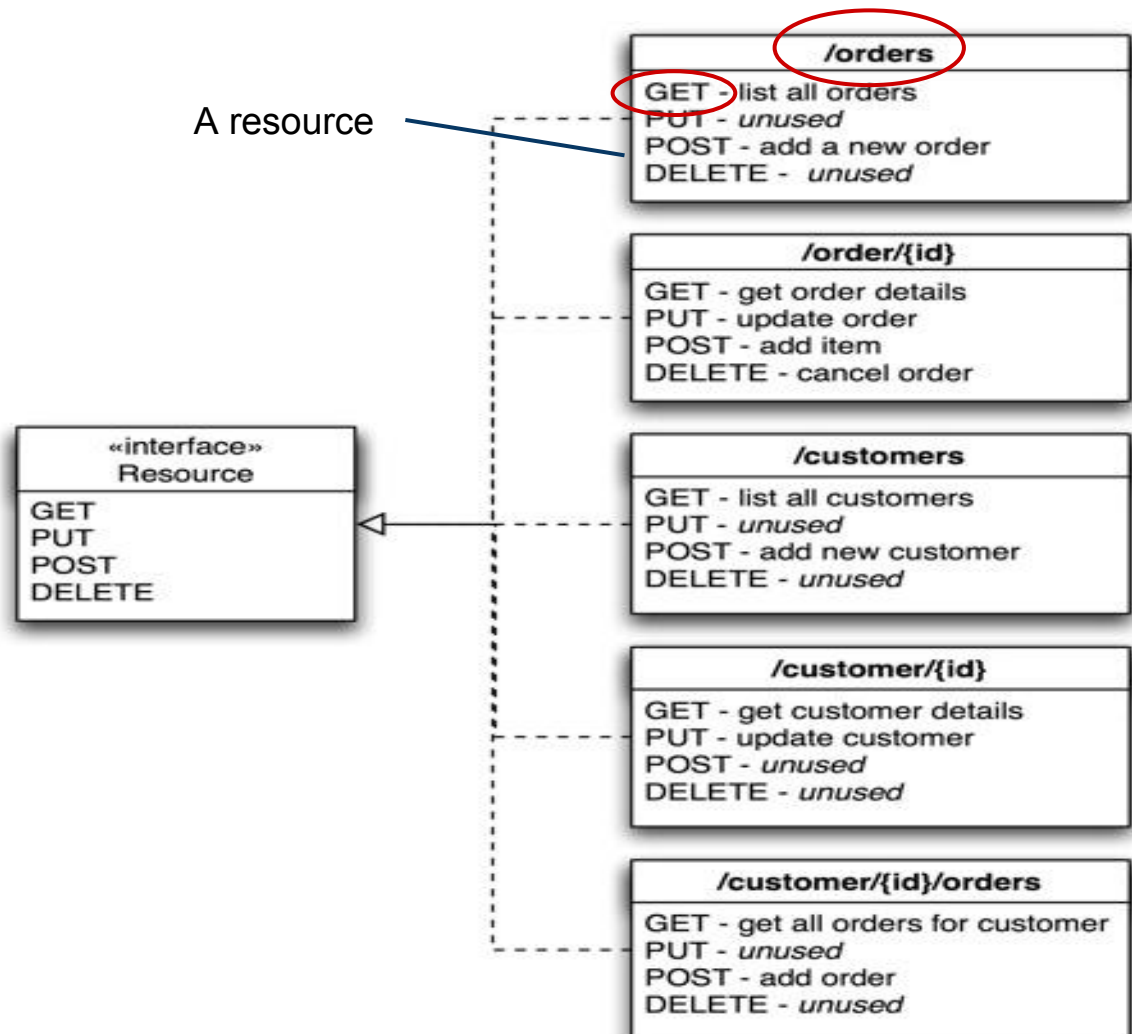 /orders
GET - list all orders
PUT - unused
POST - add a new order
DELETE - unused
A resource
/order/{id}
GET - get order details
PUT - update order
POST - add item
DELETE - cancel order
«interface»
Resource
GET
PUT
POST
DELETE
/customers
GET - list all customers
PUT - unused
POST - add new customer
DELETE - unused
/customer/{id}
GET - get customer details
PUT - update customer
POST - unused
DELETE - unused
/customer/{id}/orders
GET - get all orders for customer
PUT - unused
POST - add order
DELETE - unused